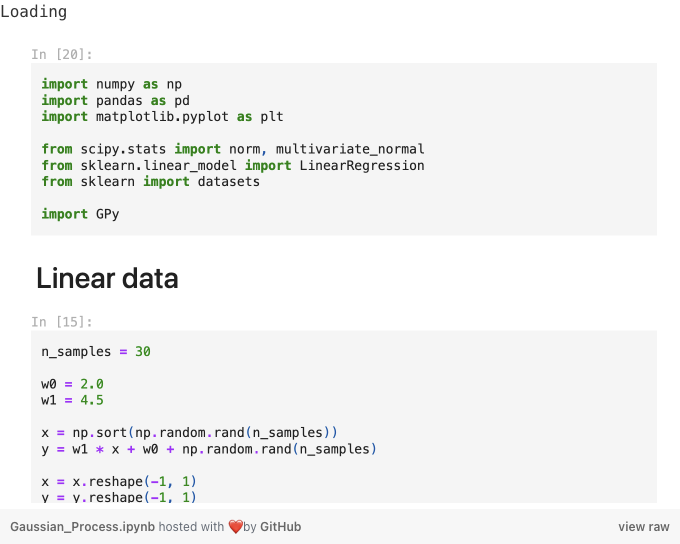 Loading
In [20]:
import numpy as np
import pandas as pd
import matplotlib.pyplot as plt
from scipy.stats import norm, multivariate_normal
from sklearn.linear_model import LinearRegression
from sklearn import datasets
import GPy
Linear data
In [15]:
n_samples = 30
w0 = 2.0
w1 = 4.5
x = np.sort(np.random.rand(n_samples))
y = w1 * x + w0 + np.random.rand(n_samples)
x = x.reshape(-1, 1)
y = y.reshape(-1, 1)
Gaussian_Process.ipynb hosted with ❤ by GitHub
view raw